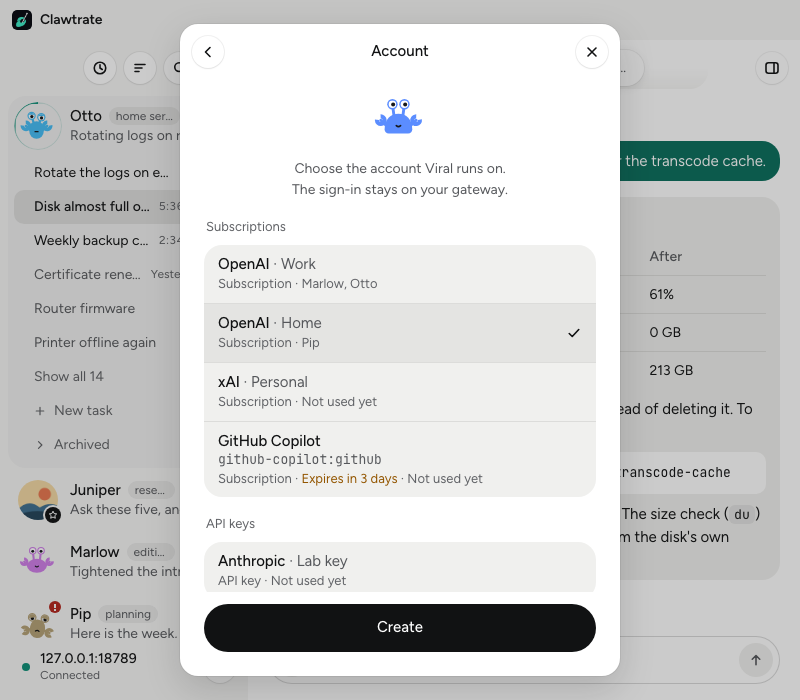 Clawtrate
Otto home ser...
Rotating logs on
Rotate the logs on e...
Disk almost full o... 5:36
Weekly backup c... 2:34
Certificate rene... Yeste
Router firmware
Printer offline again
Show all 14
New task
Archived
Juniper rese...
Ask these five, an
Marlow editi...
Tightened the intr
Pip planning
Here is the week.
127.0.0.1:18789
Connected
Account
Choose the account Viral runs on.
The sign-in stays on your gateway.
Subscriptions
OpenAI · Work
Subscription · Marlow, Otto
OpenAI · Home
Subscription · Pip
xAI · Personal
Subscription · Not used yet
GitHub Copilot
github-copilot:github
Subscription · Expires in 3 days · Not used yet
API keys
Anthropic · Lab key
API key · Not used yet
Create
the transcode cache.
After
61%
0 GB
213 GB
ead of deleting it. To
transcode-cache
The size check ( du )
m the disk's own